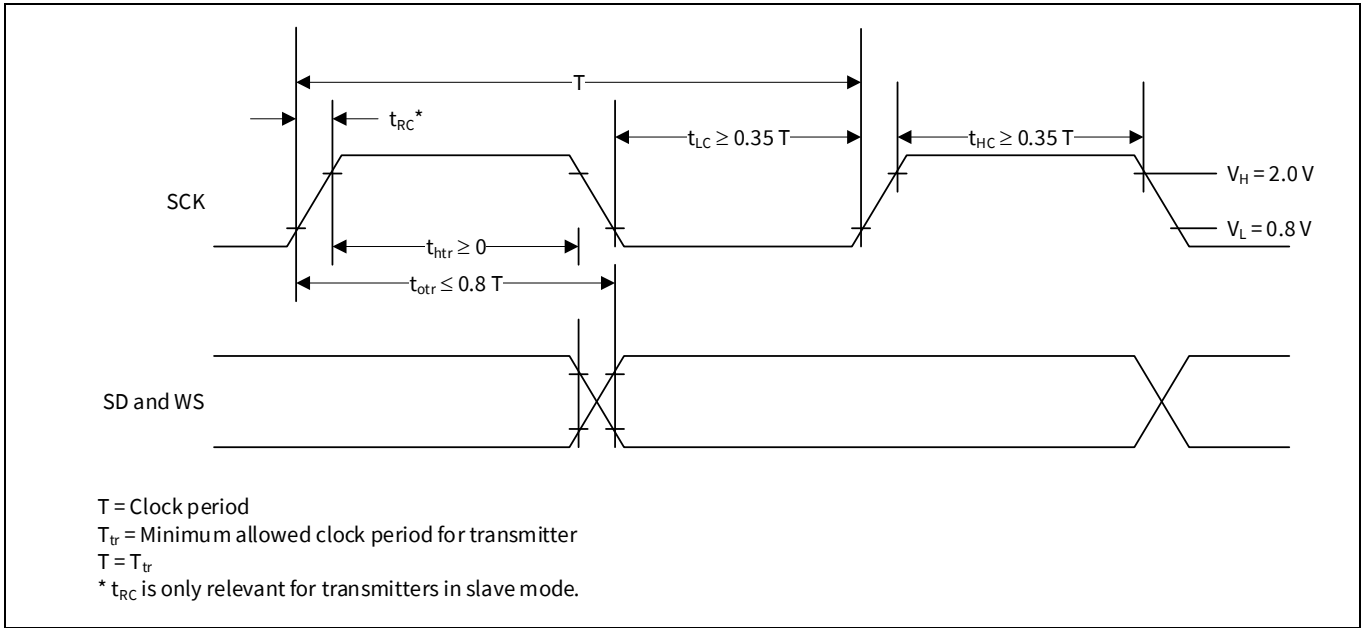 T
tRC*
tLC ≥ 0.35 T
tHC ≥ 0.35 T
VH = 2.0 V
SCK
VL = 0.8 V
thtr ≥ 0
totr ≤ 0.8 T
SD and WS
T = Clock period
Ttr = Minimum allowed clock period for transmitter
T = Ttr
* tRC is only relevant for transmitters in slave mode.